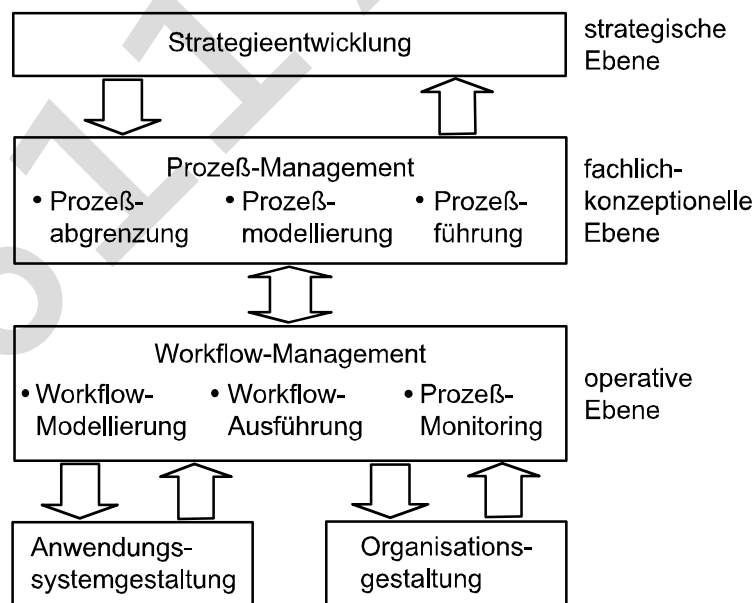 Strategieentwicklung
strategische
Ebene
Prozeß-Management
• Prozeß-
abgrenzung
• Prozeß-
modellierung
• Prozeß-
führung
fachlich-
konzeptionelle
Ebene
Workflow-Management
• Workflow-
Modellierung
• Workflow-
Ausführung
• Prozeß-
Monitoring
operative
Ebene
Anwendungs-
systemgestaltung
Organisations-
gestaltung